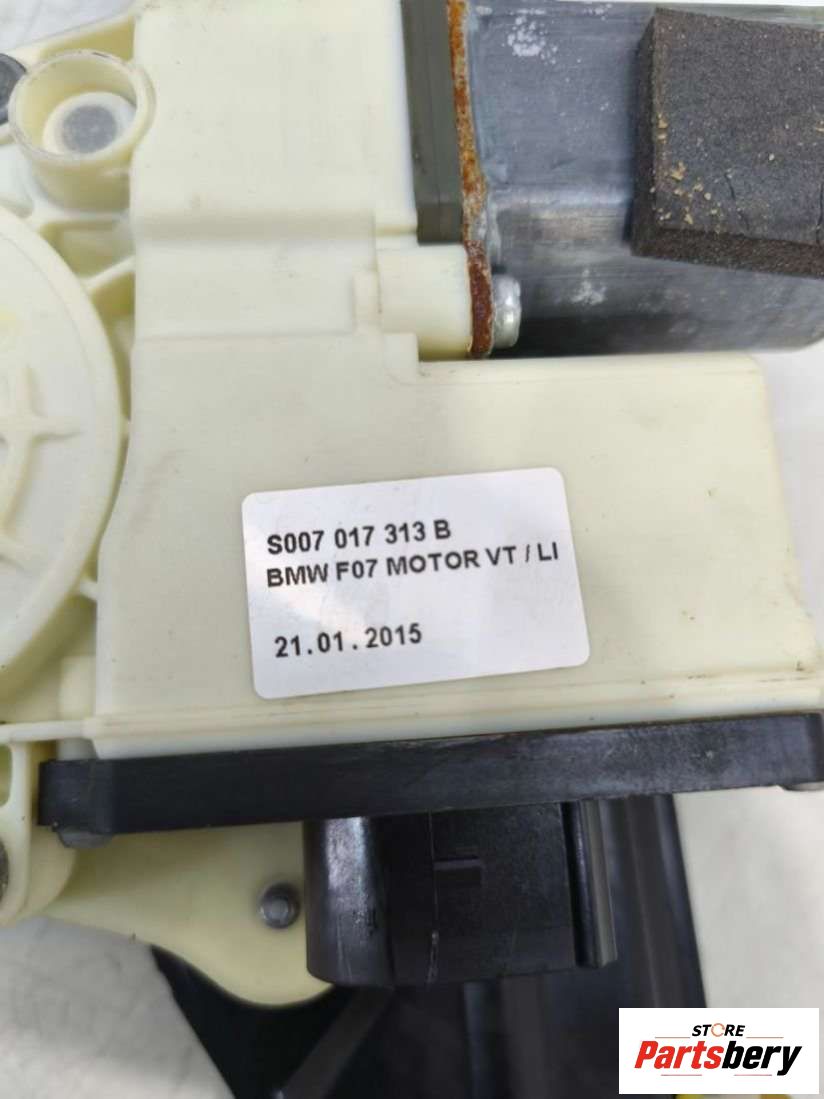 S007 017 313 B
BMW F07 MOTOR VT / LI
21.01.2015
STORE
Partsbery